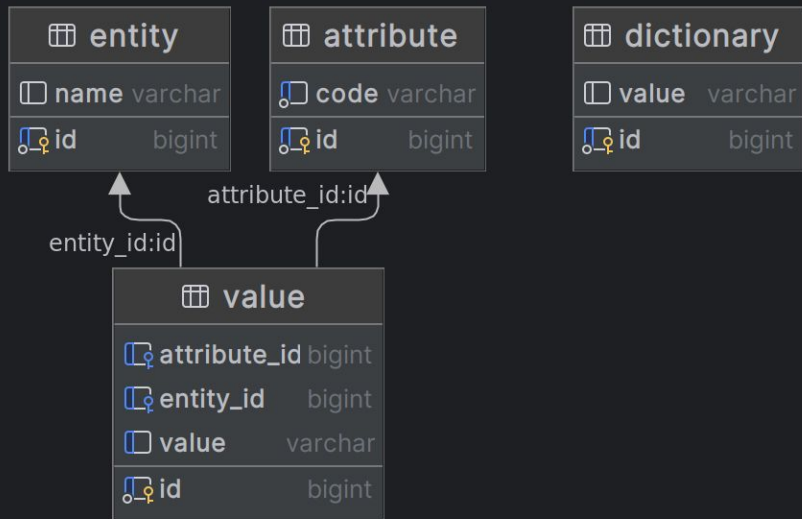 entity
name varchar
id bigint
attribute
code varchar
id bigint
dictionary
value varchar
id bigint
attribute_id:id
entity_id:id
value
attribute_id bigint
entity_id bigint
value varchar
id bigint